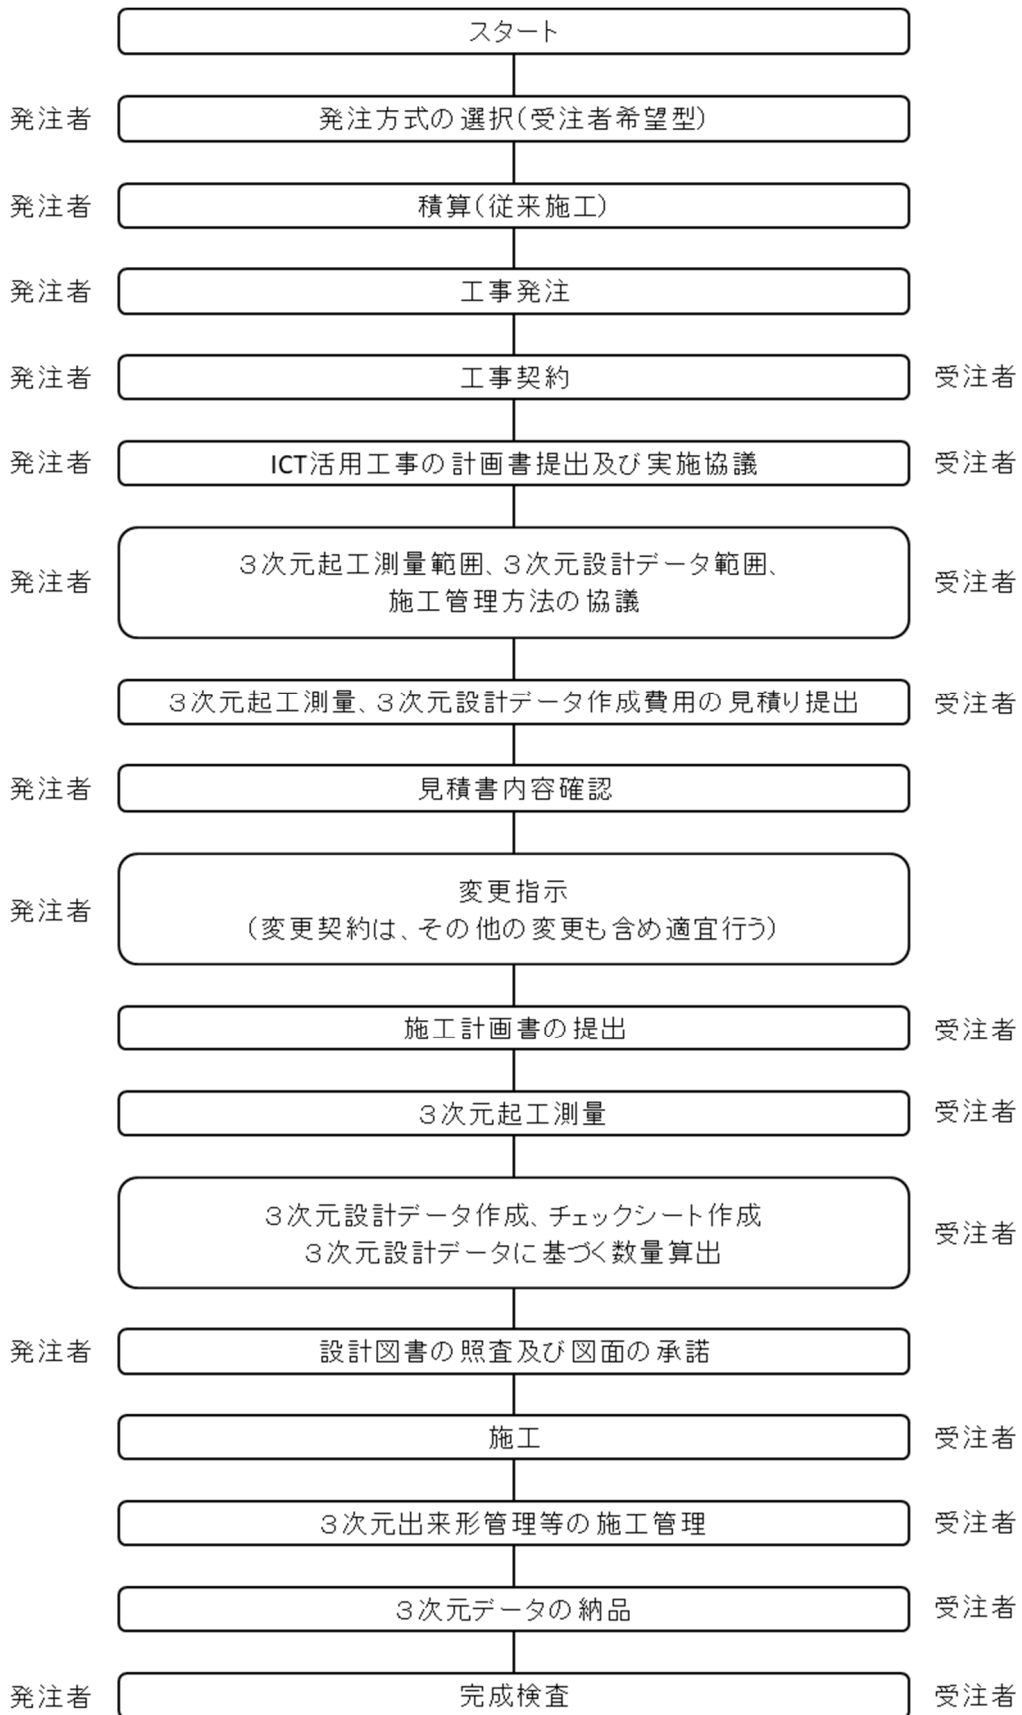 スタート
発注者 発注方式の選択(受注者希望型)
発注者 積算(従来施工)
発注者 工事発注
発注者 工事契約 受注者
発注者 ICT活用工事の計画書提出及び実施協議 受注者
3次元起工測量範囲、3次元設計データ範囲、
発注者 施工管理方法の協議 受注者
3次元起工測量、3次元設計データ作成費用の見積り提出 受注者
発注者 見積書内容確認
変更指示
発注者 (変更契約は、その他の変更も含め適宜行う)
施工計画書の提出 受注者
3次元起工測量 受注者
3次元設計データ作成、チェックシート作成
3次元設計データに基づく数量算出 受注者
発注者 設計図書の照査及び図面の承諾
施工 受注者
3次元出来形管理等の施工管理 受注者
3次元データの納品 受注者
発注者 完成検査 受注者